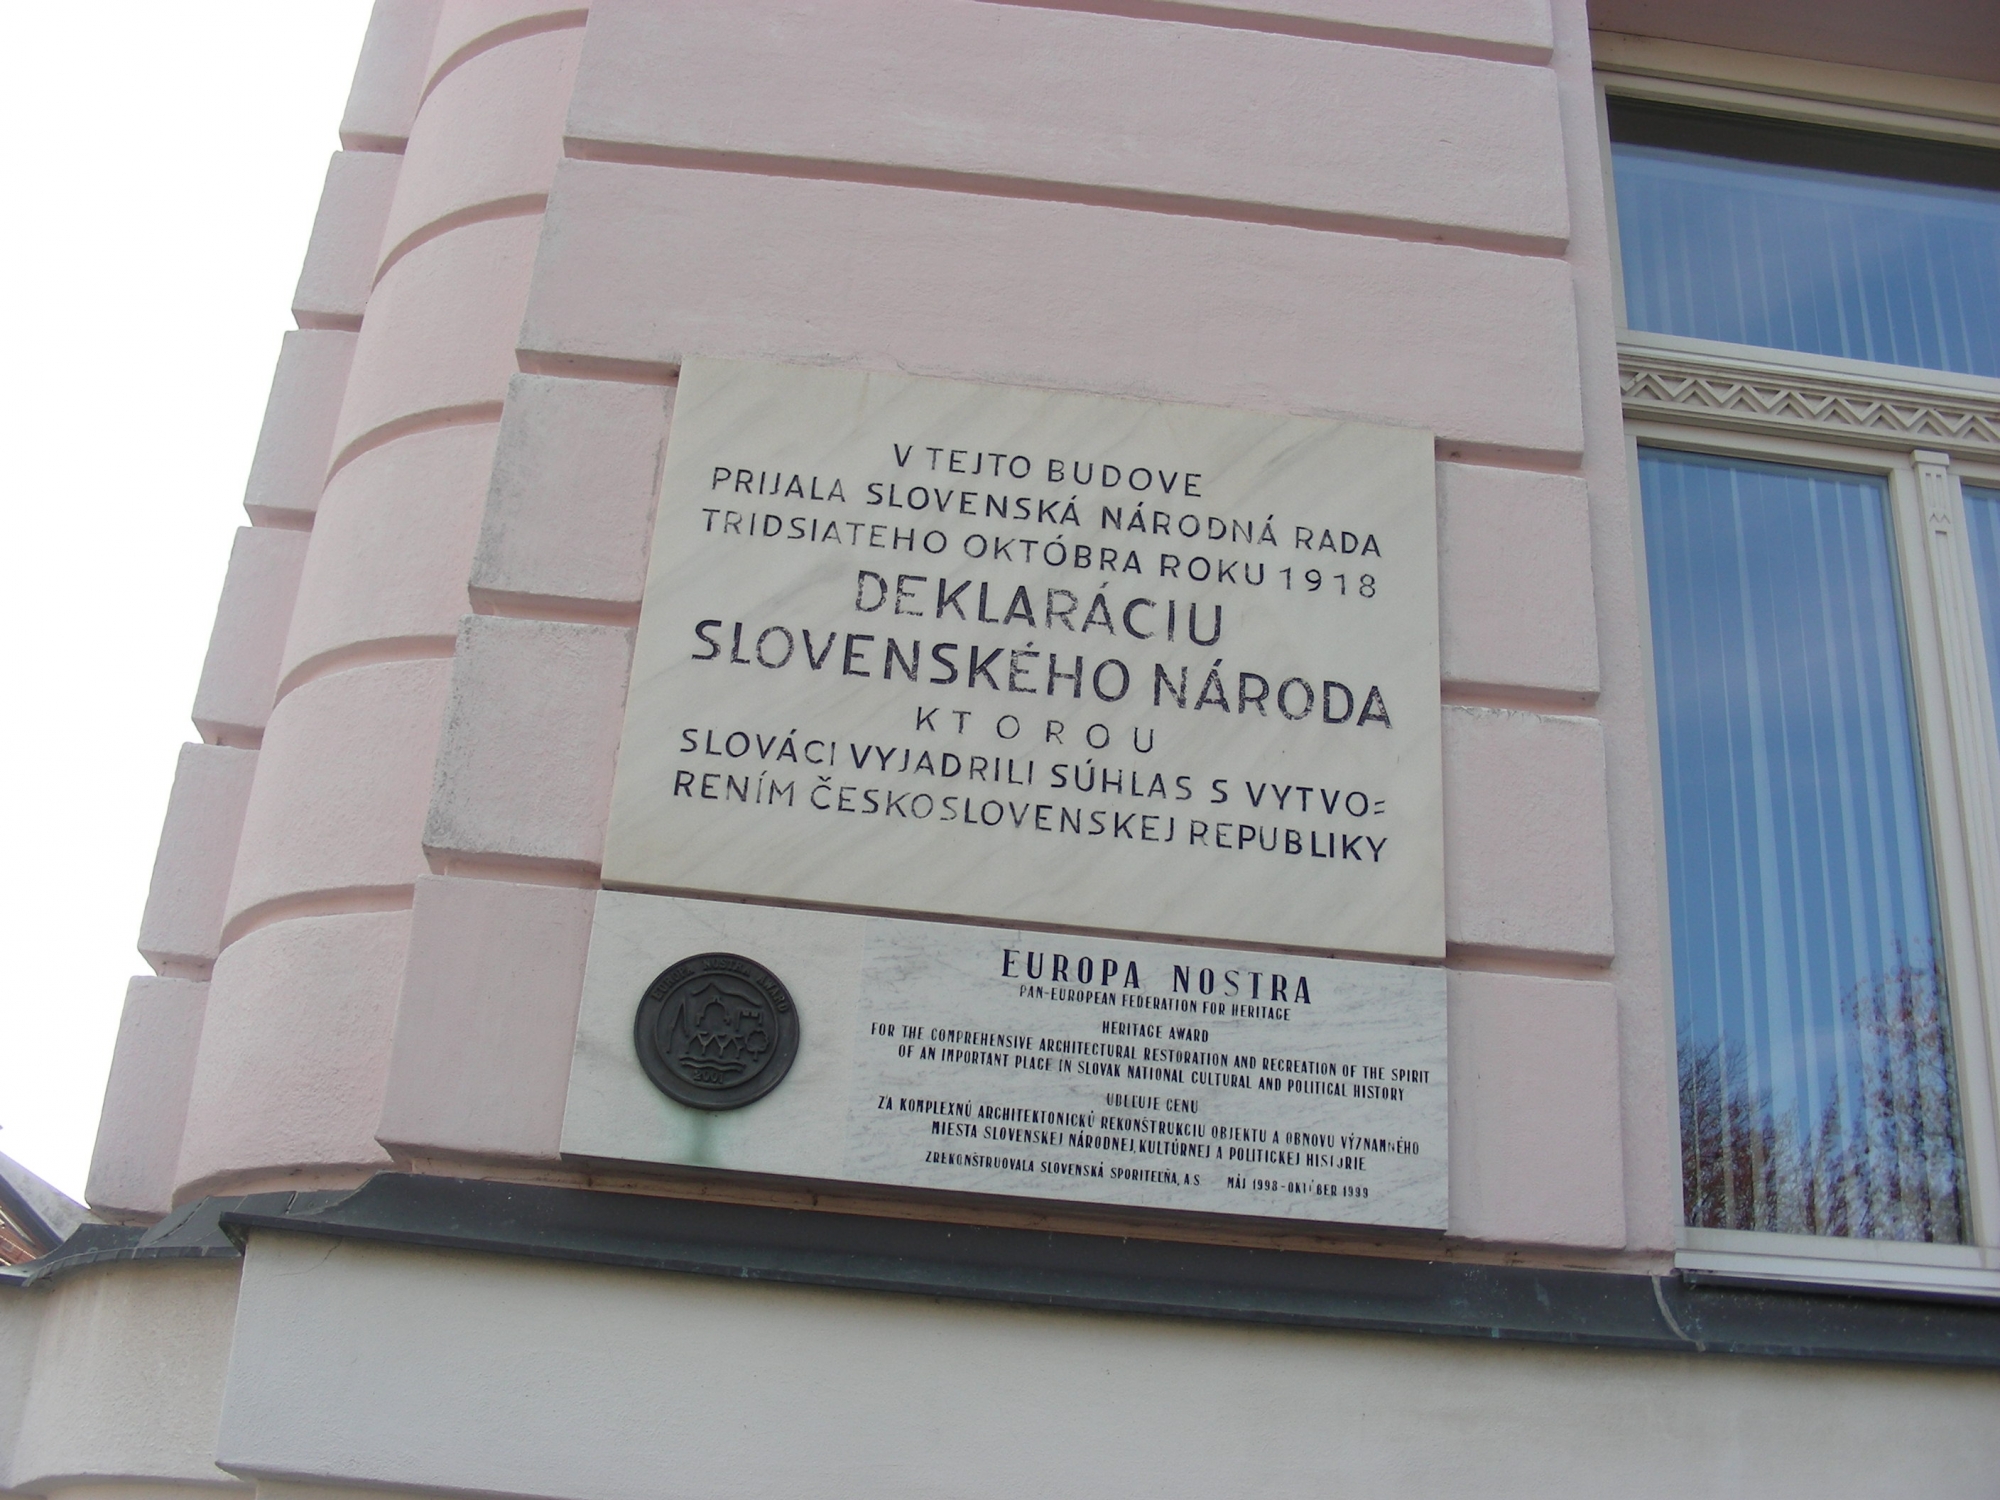 V TEJTO BUDOVE
PRIJALA SLOVENSKÁ NÁRODNÁ RADA
TRIDSIATEHO OKTÓBRA ROKU 1918
DEKLARÁCIU
SLOVENSKÉHO NÁRODA
KTOROU
SLOVÁCI VYJADRILI SÚHLAS S VYTVO=
RENÍM ČESKOSLOVENSKEJ REPUBLIKY
EUROPA NOSTRA
PAN-EUROPEAN FEDERATION FOR HERITAGE
HERITAGE AWARD
FOR THE COMPREHENSIVE ARCHITECTURAL RESTORATION AND RECREATION OF THE SPIRIT
OF AN IMPORTANT PLACE IN SLOVAK NATIONAL CULTURAL AND POLITICAL HISTORY
UDEĽUJE CENU
ZA KOMPLEXNÚ ARCHITEKTONICKÚ REKONŠTRUKCIU OBJEKTU A OBNOVU VÝZNAMNÉHO
MIESTA SLOVENSKEJ NÁRODNEJ, KULTÚRNEJ A POLITICKEJ HISTÓRIE
ZREKONŠTRUOVALA SLOVENSKÁ SPORITEĽŇA, A.S MÁJ 1998-OKTÓBER 1999
EUROPA NOSTRA AWARD
2001